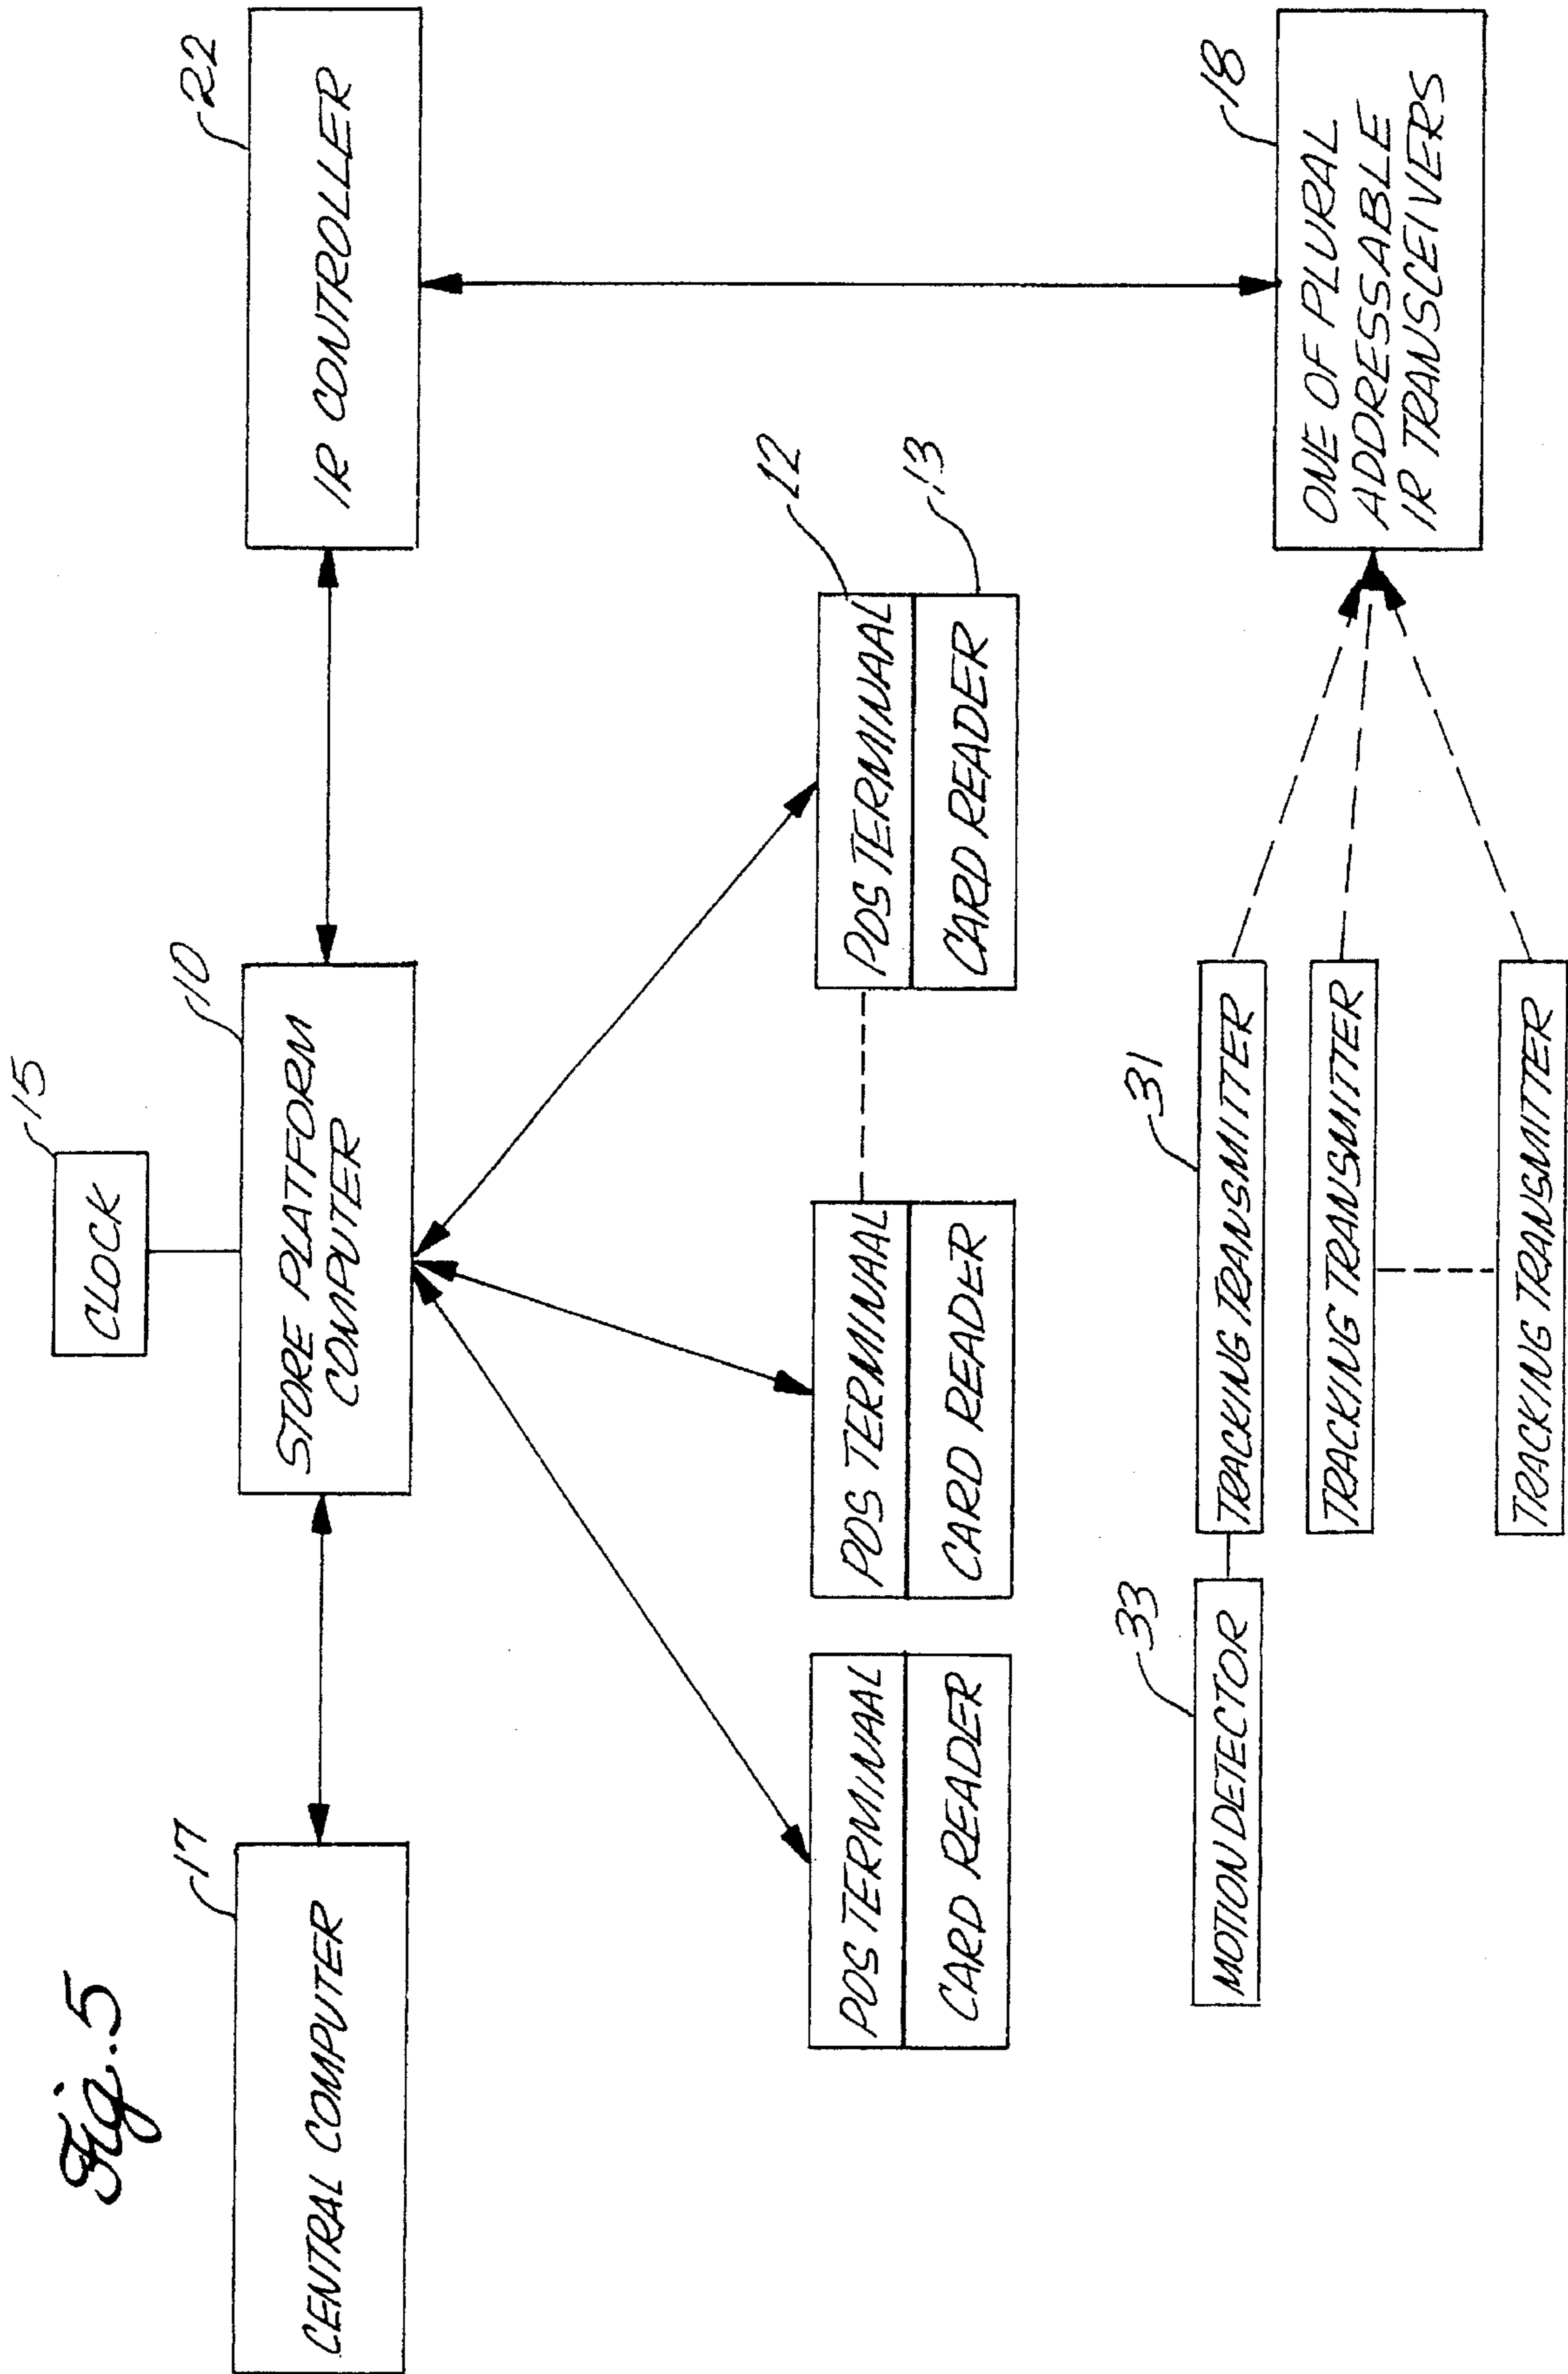 Fig. 5
15
CLOCK
17
CENTRAL COMPUTER
10
STORE PLATFORM
COMPUTER
22
IR CONTROLLER
POS TERMINAAL
CARD READER
POS TERMINAAL
CARD READER
12
POS TERMINAAL
13
CARD READER
33
MOTION DETECTOR
31
TRACKING TRANSMITTER
TRACKING TRANSMITTER
TRACKING TRANSMITTER
18
ONE OF PLURAL
ADDRESSABLE
IR TRANSCEIVERS